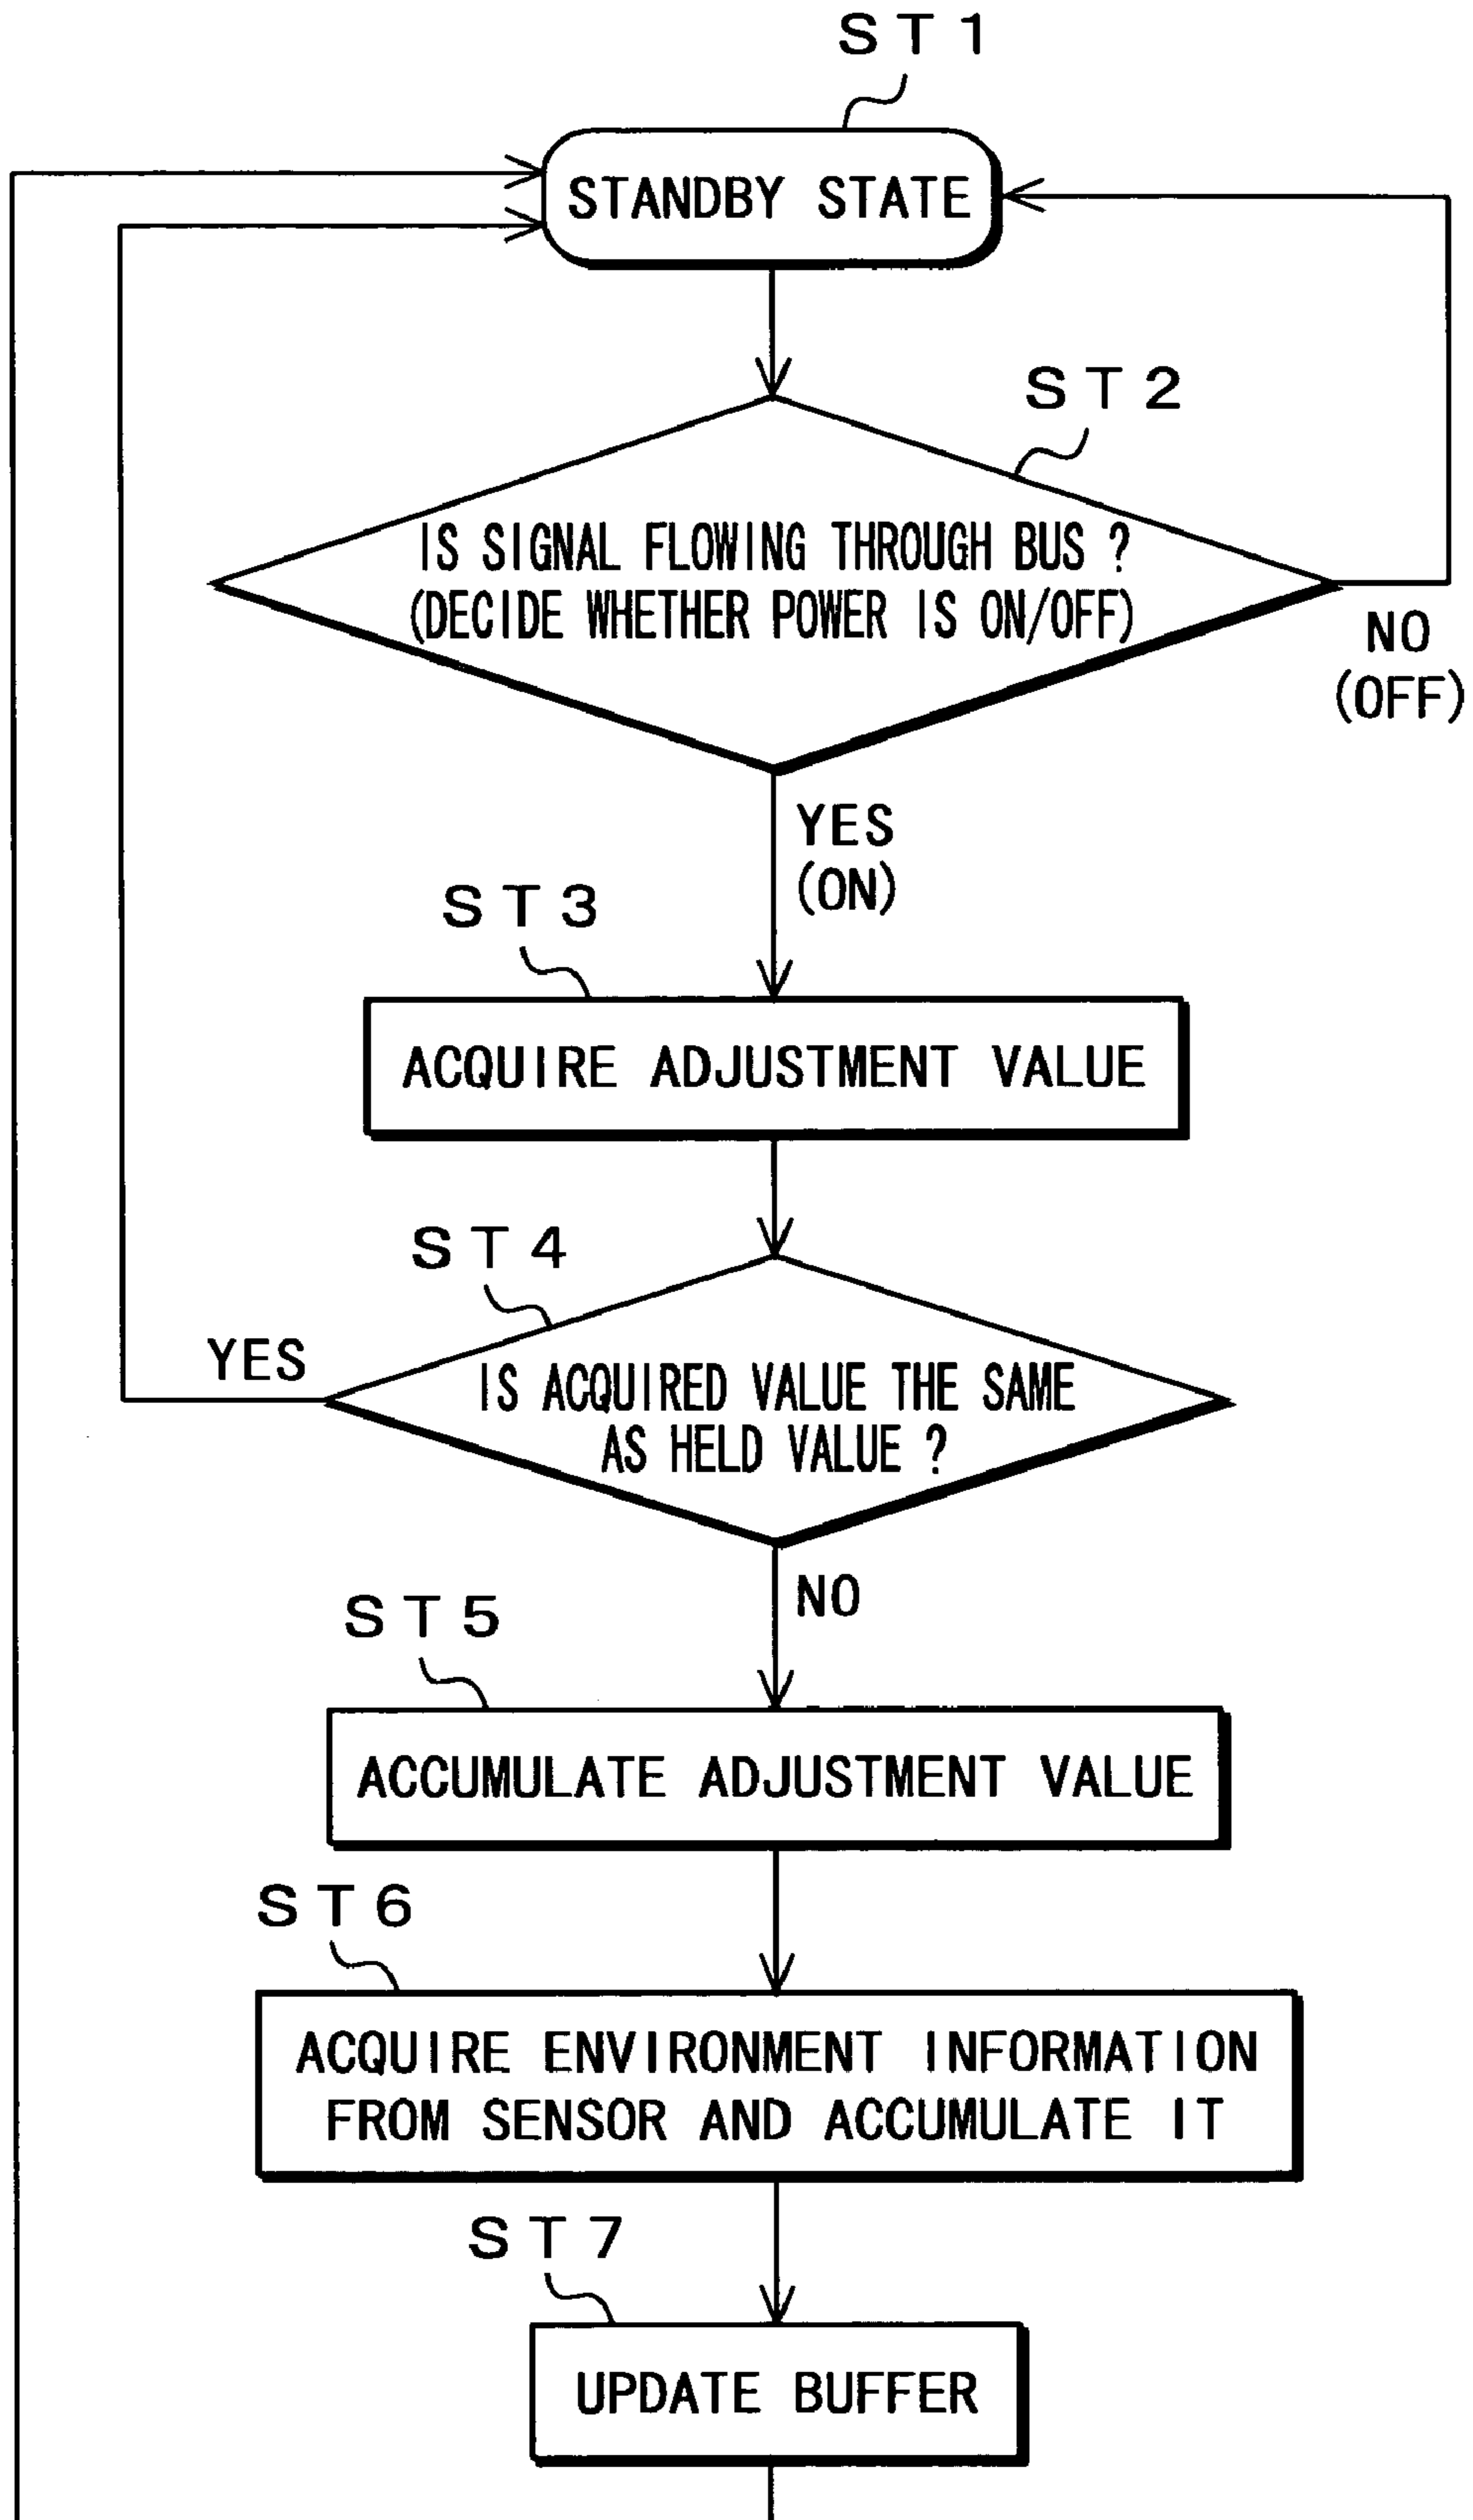 ST1
STANDBY STATE
ST2
IS SIGNAL FLOWING THROUGH BUS ?
(DECIDE WHETHER POWER IS ON/OFF)
NO
(OFF)
YES
(ON)
ST3
ACQUIRE ADJUSTMENT VALUE
ST4
YES
IS ACQUIRED VALUE THE SAME
AS HELD VALUE ?
NO
ST5
ACCUMULATE ADJUSTMENT VALUE
ST6
ACQUIRE ENVIRONMENT INFORMATION
FROM SENSOR AND ACCUMULATE IT
ST7
UPDATE BUFFER